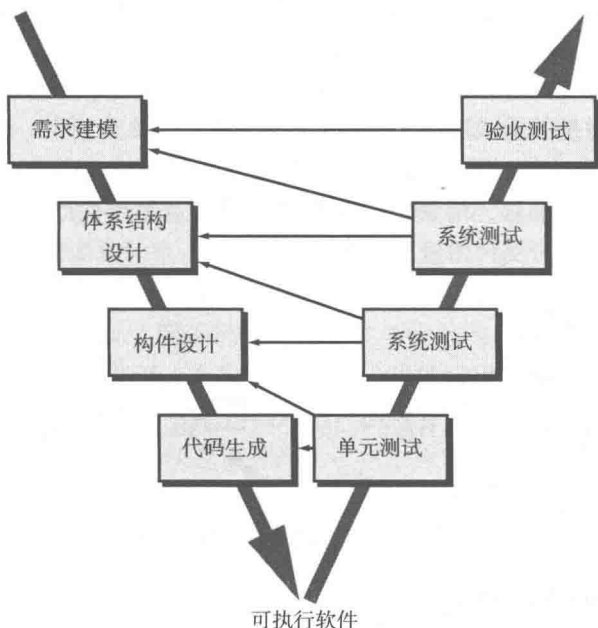 需求建模
验收测试
体系结构
设计
系统测试
构件设计
系统测试
代码生成
单元测试
可执行软件